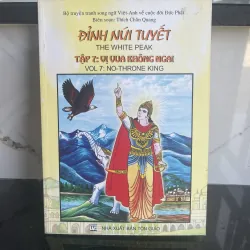 Bộ truyện tranh song ngữ Việt-Anh về cuộc đời Đức Phật
Biên soạn: Thích Chân Quang
ĐỈNH NÚI TUYẾT
THE WHITE PEAK
TẬP 7: VỊ VUA KHÔNG NGAI
VOL 7: NO-THRONE KING
NHÀ XUẤT BẢN TÔN GIÁO